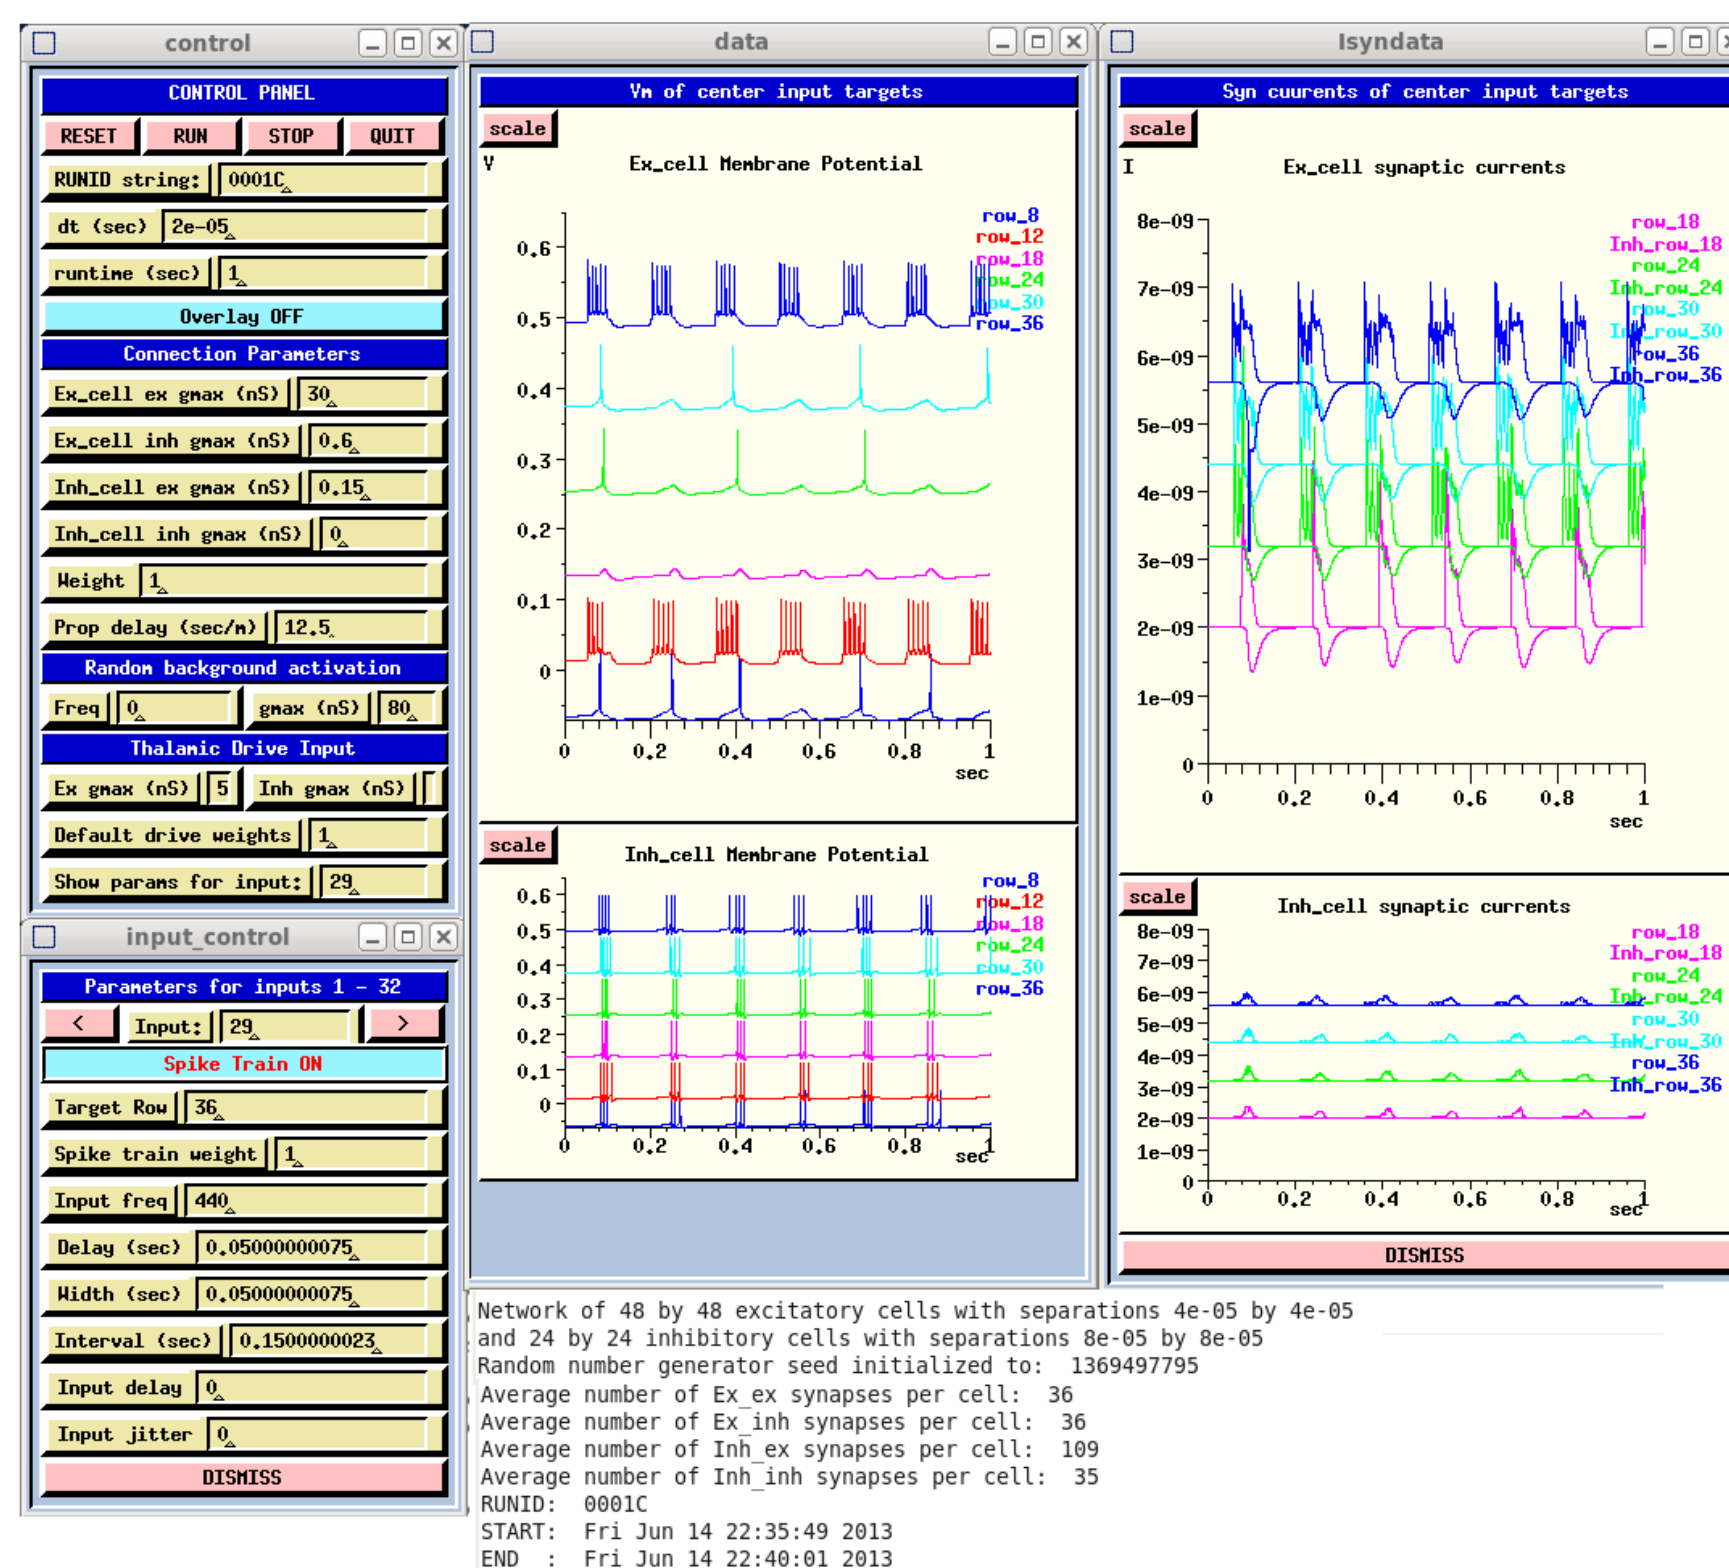 control
CONTROL PANEL
RESET RUN STOP QUIT
RUNID string: 0001C
dt (sec) 2e-05
runtime (sec) 1
Overlay OFF
Connection Parameters
Ex_cell ex gmax (nS) 30
Ex_cell inh gmax (nS) 0.6
Inh_cell ex gmax (nS) 0.15
Inh_cell inh gmax (nS) 0
Weight 1
Prop delay (sec/m) 12.5
Random background activation
Freq 0 gmax (nS) 80
Thalamic Drive Input
Ex gmax (nS) 5 Inh gmax (nS)
Default drive weights 1
Show params for input: 29
input_control
Parameters for inputs 1 - 32
< Input: 29 >
Spike Train ON
Target Row 36
Spike train weight 1
Input freq 440
Delay (sec) 0.05000000075
Width (sec) 0.05000000075
Interval (sec) 0.1500000023
Input delay 0
Input jitter 0
DISMISS
data
Vm of center input targets
scale
V
Ex_cell Membrane Potential
row_8
row_12
row_18
row_24
row_30
row_36
0.6
0.5
0.4
0.3
0.2
0.1
0
0 0.2 0.4 0.6 0.8 1
sec
scale
Inh_cell Membrane Potential
row_8
row_12
row_18
row_24
row_30
row_36
0.6
0.5
0.4
0.3
0.2
0.1
0
0 0.2 0.4 0.6 0.8 1
sec
Isyndata
Syn cuurents of center input targets
scale
I
Ex_cell synaptic currents
row_18
Inh_row_18
row_24
Inh_row_24
row_30
Inh_row_30
row_36
Inh_row_36
8e-09
7e-09
6e-09
5e-09
4e-09
3e-09
2e-09
1e-09
0
0 0.2 0.4 0.6 0.8 1
sec
scale
Inh_cell synaptic currents
row_18
Inh_row_18
row_24
Inh_row_24
row_30
Inh_row_30
row_36
Inh_row_36
8e-09
7e-09
6e-09
5e-09
4e-09
3e-09
2e-09
1e-09
0
0 0.2 0.4 0.6 0.8 1
sec
DISMISS
Network of 48 by 48 excitatory cells with separations 4e-05 by 4e-05
and 24 by 24 inhibitory cells with separations 8e-05 by 8e-05
Random number generator seed initialized to: 1369497795
Average number of Ex_ex synapses per cell: 36
Average number of Ex_inh synapses per cell: 36
Average number of Inh_ex synapses per cell: 109
Average number of Inh_inh synapses per cell: 35
RUNID: 0001C
START: Fri Jun 14 22:35:49 2013
END : Fri Jun 14 22:40:01 2013